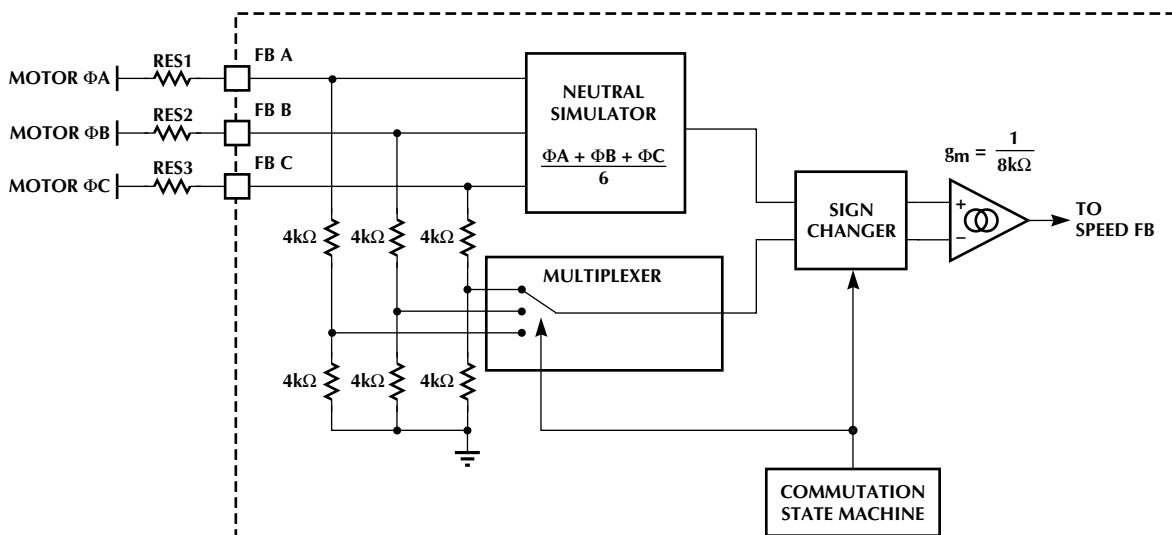 RES1
FB A
MOTOR ΦA
RES2
FB B
MOTOR ΦB
RES3
FB C
MOTOR ΦC
NEUTRAL
SIMULATOR
ΦA + ΦB + ΦC
6
gm = 1
8kΩ
4kΩ 4kΩ 4kΩ
SIGN
CHANGER
+
−
TO
SPEED FB
MULTIPLEXER
4kΩ 4kΩ 4kΩ
COMMUTATION
STATE MACHINE